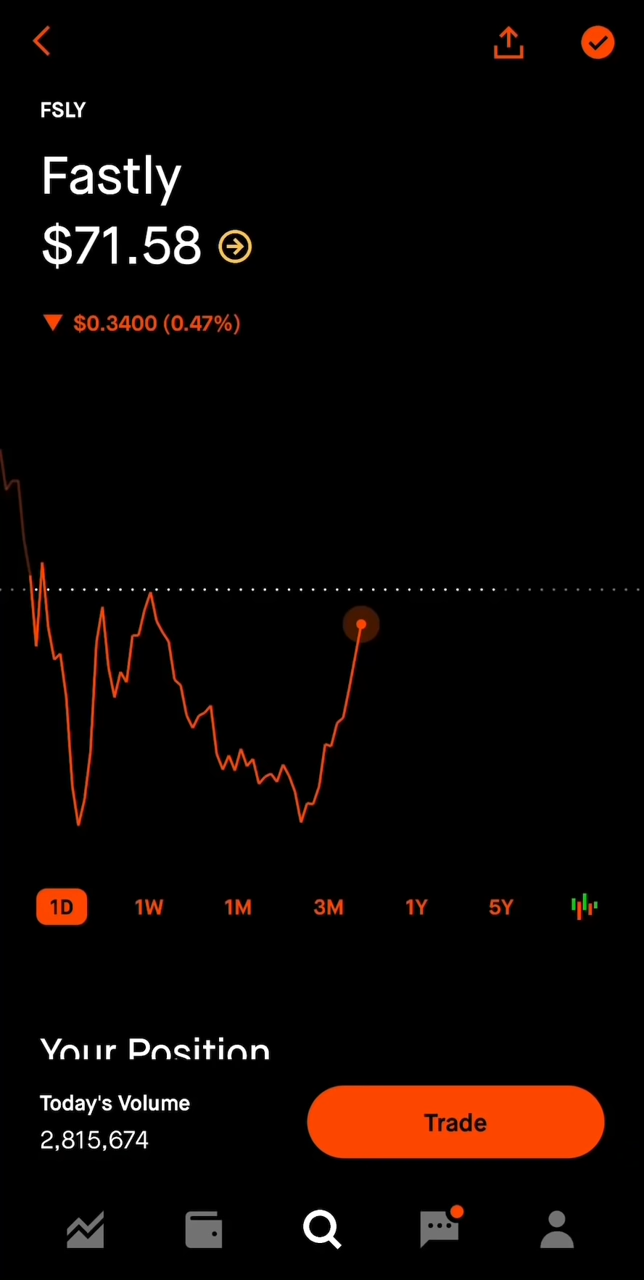 FSLY
Fastly
$71.58
$0.3400 (0.47%)
1D 1W 1M 3M 1Y 5Y
Your Position
Today's Volume
2,815,674
Trade